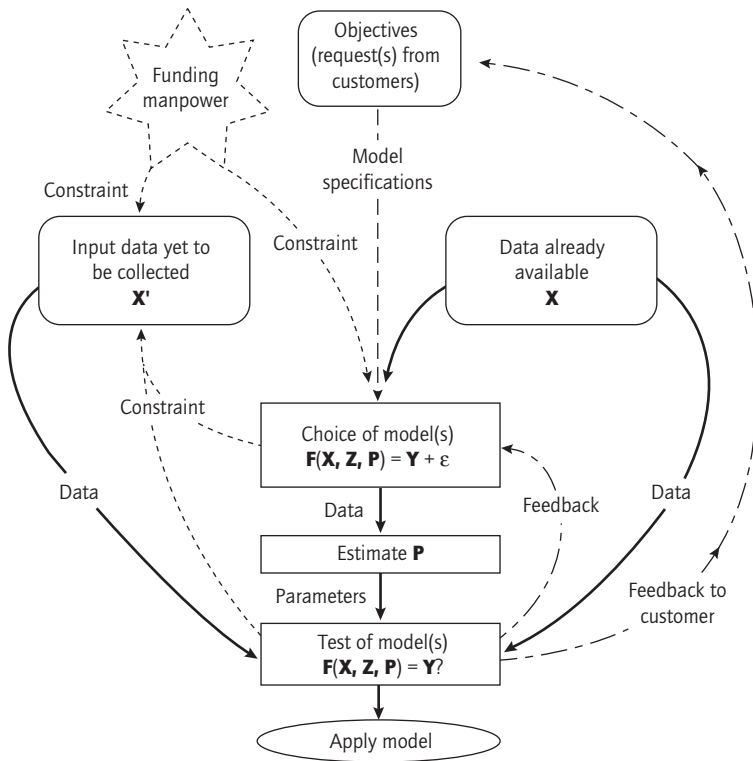 Objectives
(request(s) from
customers)
Funding
manpower
Model
specifications
Constraint
Constraint
Input data yet to
be collected
X'
Data already
available
X
Constraint
Choice of model(s)
F(X, Z, P) = Y + ε
Data
Data
Feedback
Data
Estimate P
Parameters
Feedback to
customer
Test of model(s)
F(X, Z, P) = Y?
Apply model